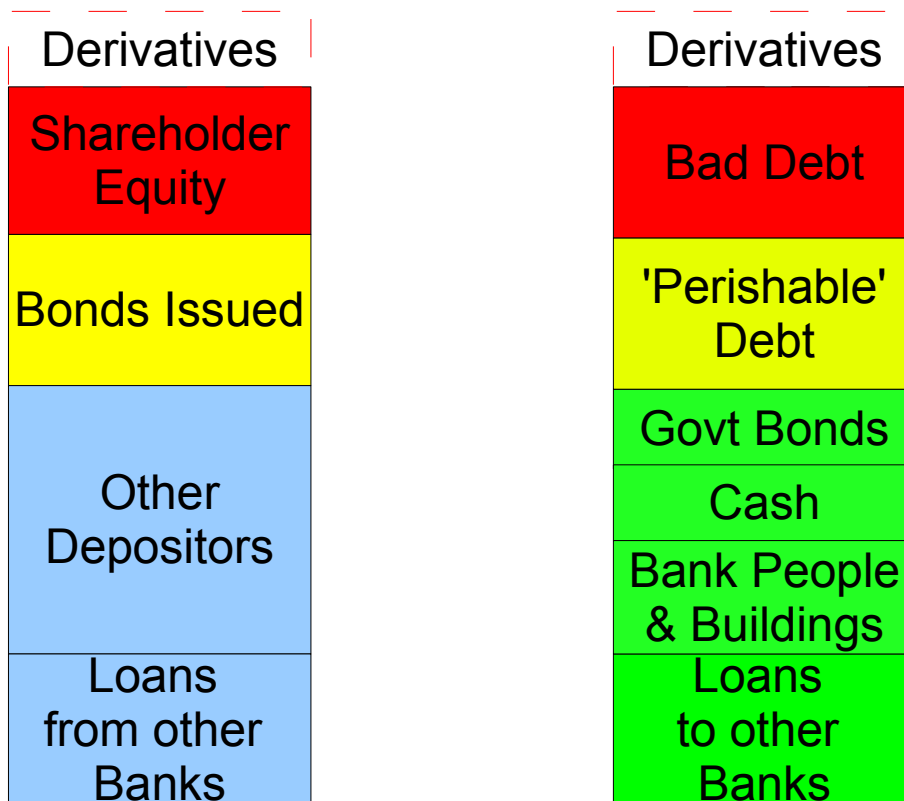 Derivatives
Shareholder
Equity
Bonds Issued
Other
Depositors
Loans
from other
Banks
Derivatives
Bad Debt
'Perishable'
Debt
Govt Bonds
Cash
Bank People
& Buildings
Loans
to other
Banks